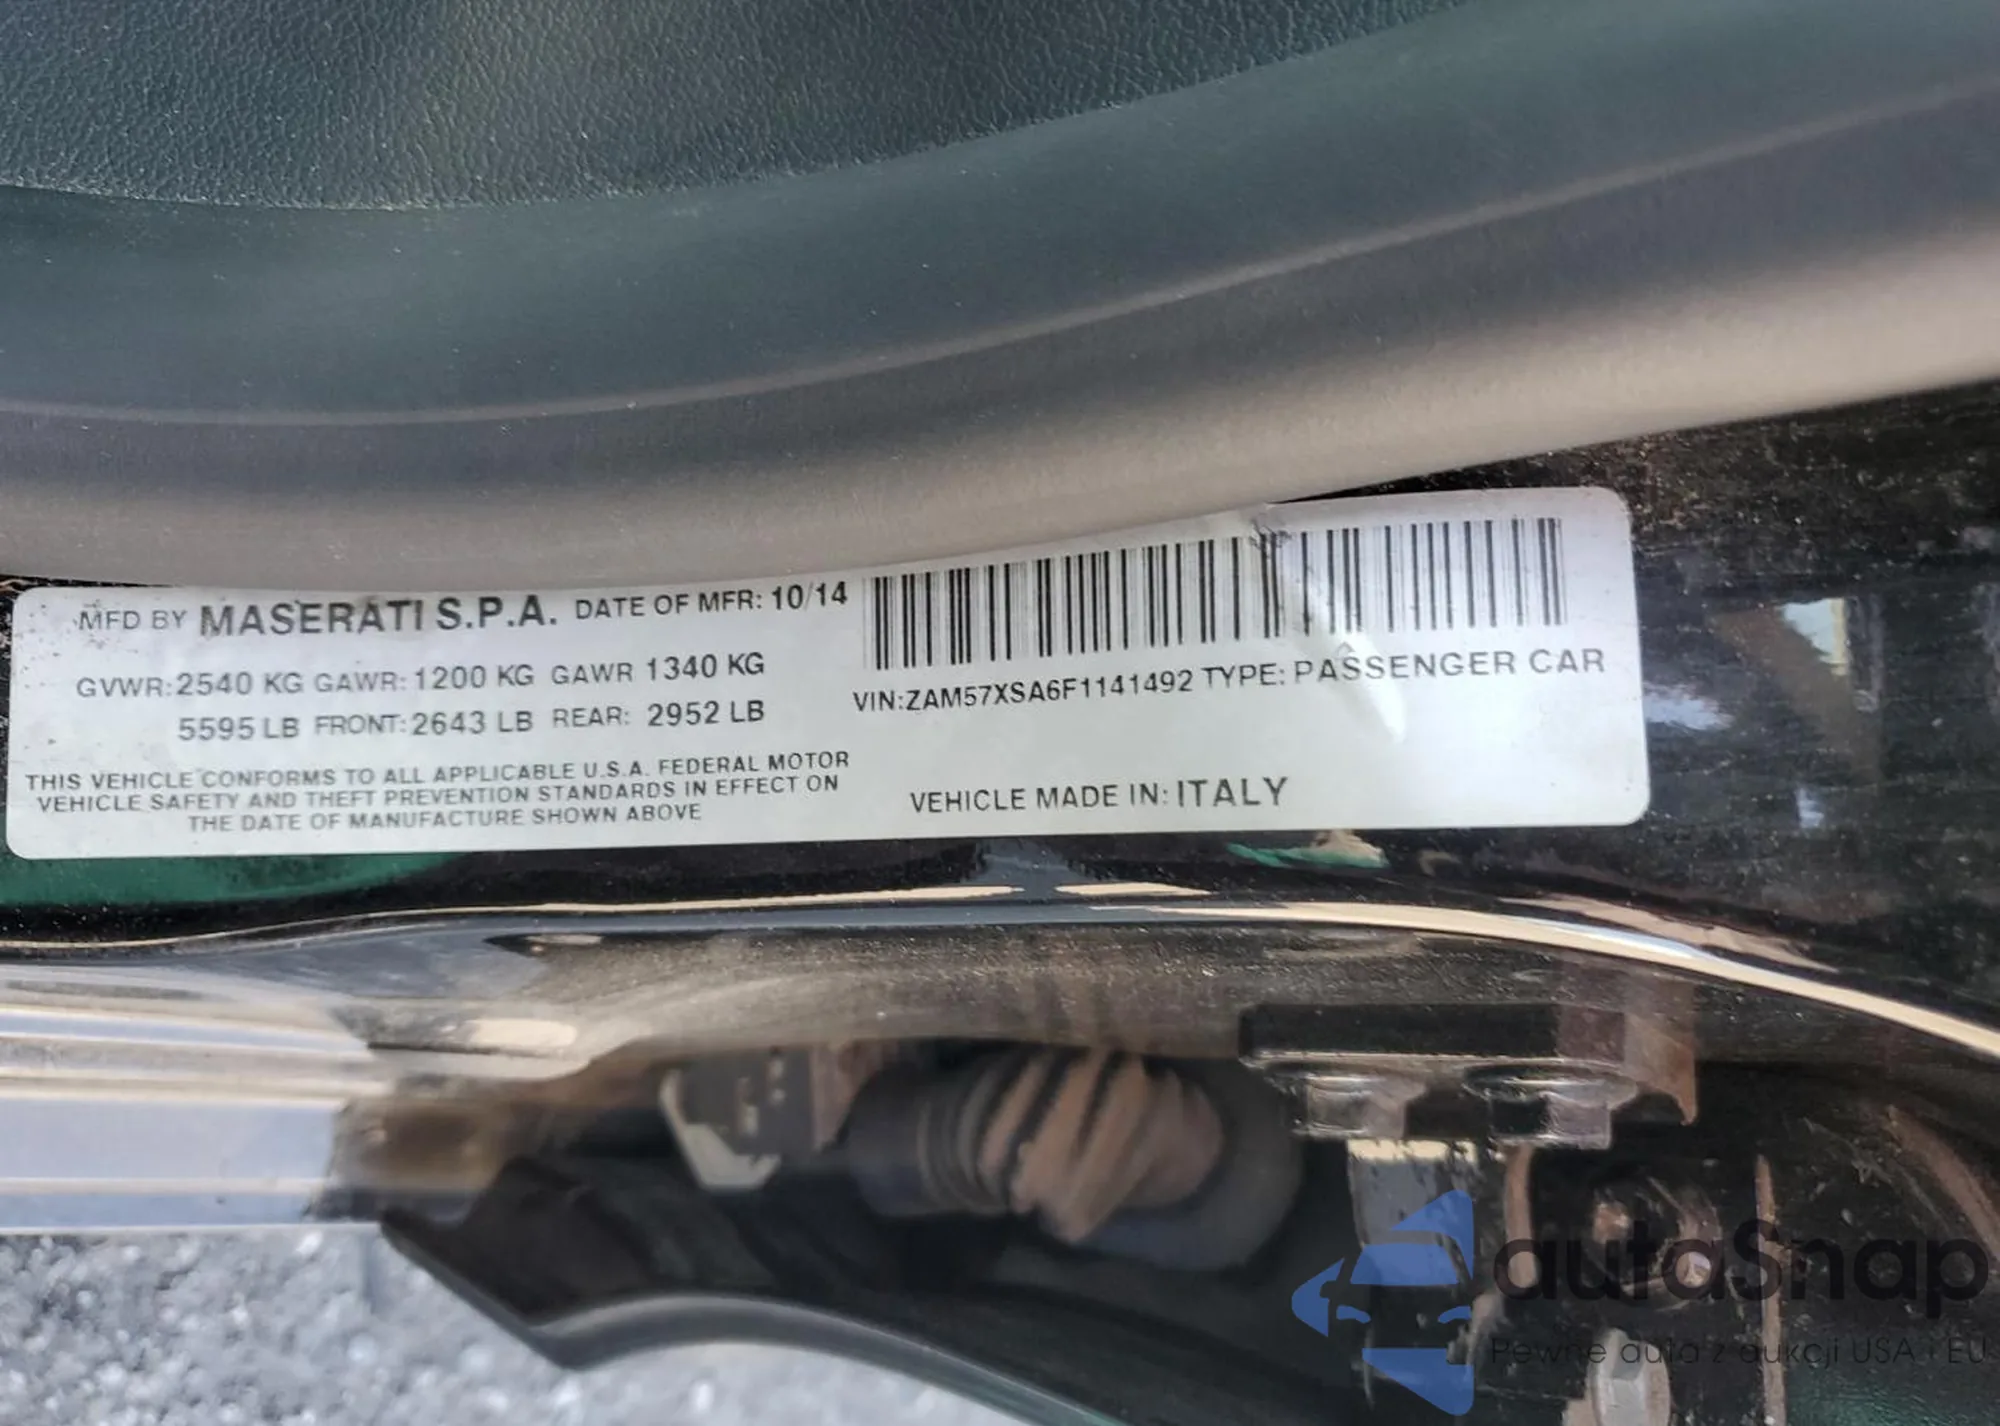 MFD BY MASERATI S.P.A. DATE OF MFR: 10/14
GVWR: 2540 KG GAWR: 1200 KG GAWR 1340 KG
5595 LB FRONT: 2643 LB REAR: 2952 LB
THIS VEHICLE CONFORMS TO ALL APPLICABLE U.S.A. FEDERAL MOTOR
VEHICLE SAFETY AND THEFT PREVENTION STANDARDS IN EFFECT ON
THE DATE OF MANUFACTURE SHOWN ABOVE
VIN:ZAM57XSA6F1141492 TYPE: PASSENGER CAR
VEHICLE MADE IN: ITALY
autaSnap
Pewne auta z aukcji USA i EU